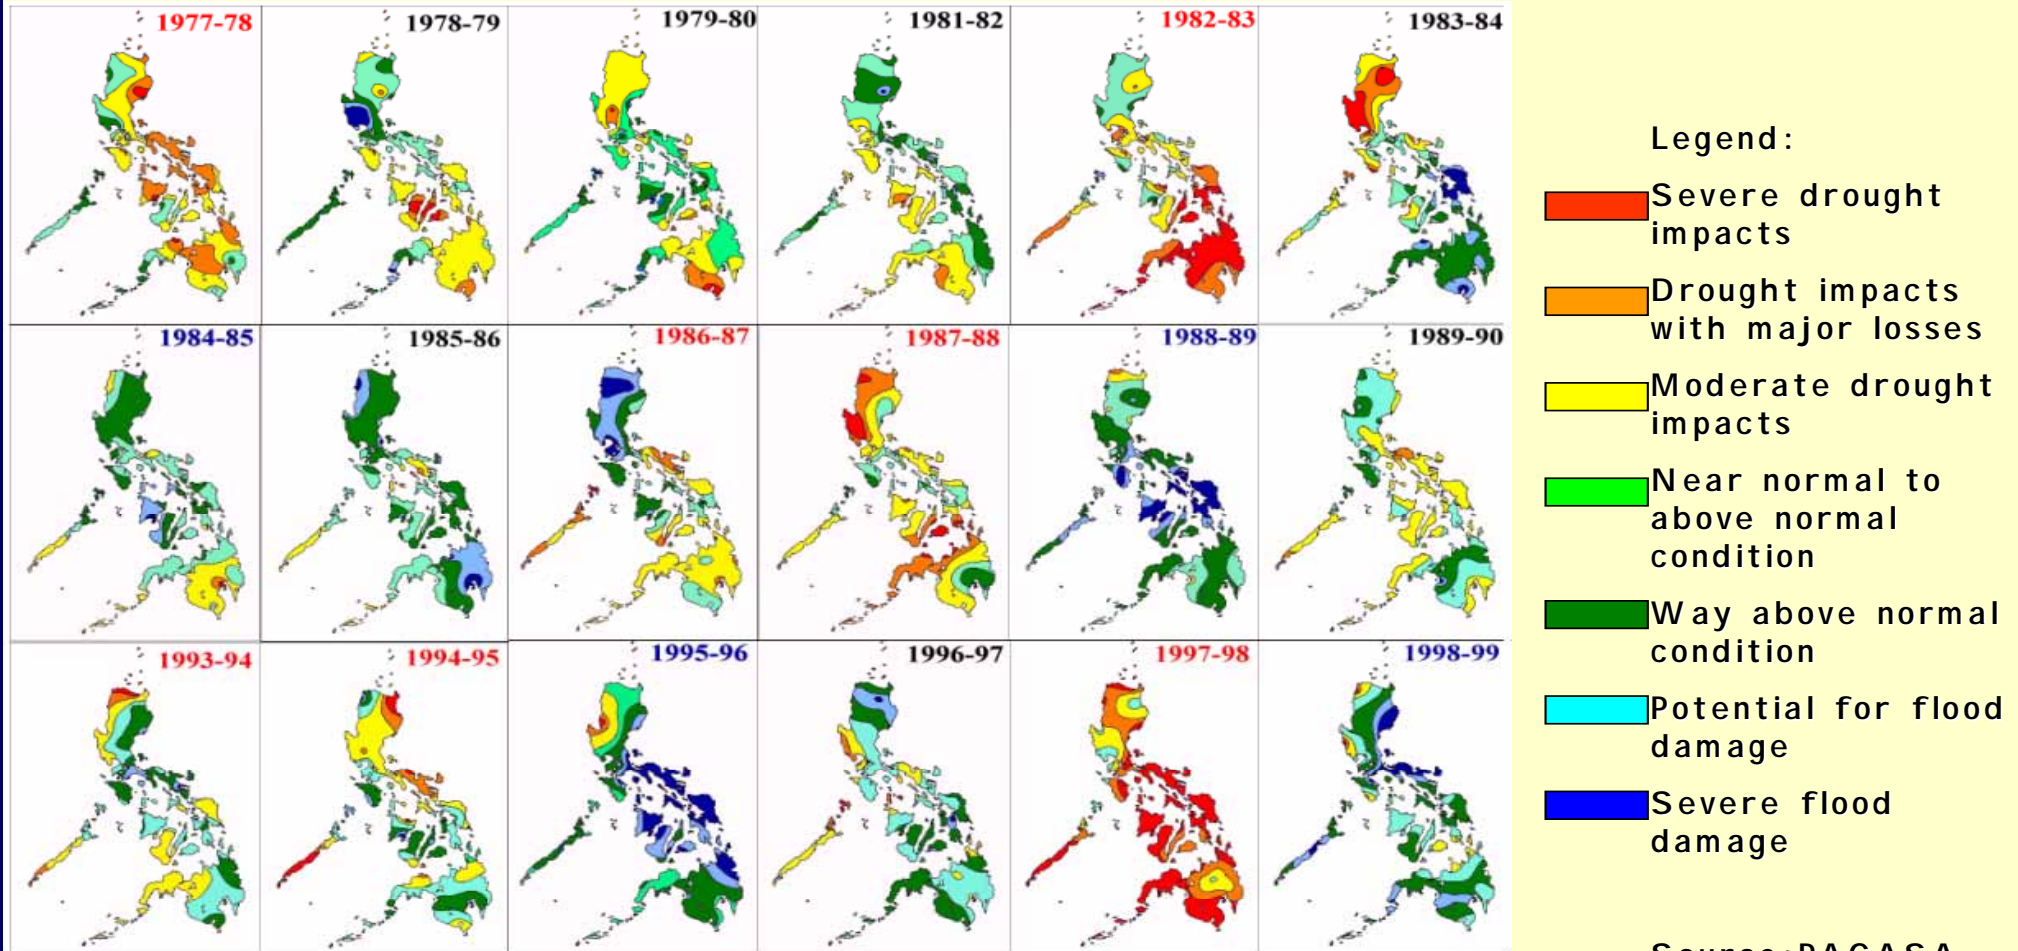 1977-78
1978-79
1979-80
1981-82
1982-83
1983-84
1984-85
1985-86
1986-87
1987-88
1988-89
1989-90
1993-94
1994-95
1995-96
1996-97
1997-98
1998-99
Legend:
Severe drought
impacts
Drought impacts
with major losses
Moderate drought
impacts
Near normal to
above normal
condition
Way above normal
condition
Potential for flood
damage
Severe flood
damage
Source:PAGASA